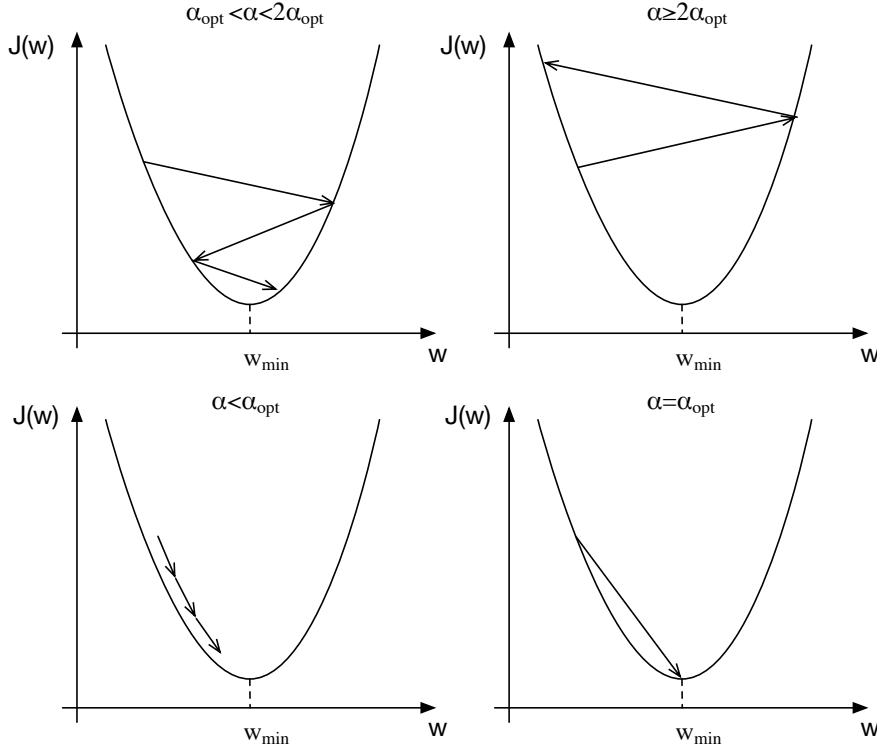 α_opt <α<2α_opt
J(w)
w_min
w
α≥2α_opt
J(w)
w_min
w
α<α_opt
J(w)
w_min
w
α=α_opt
J(w)
w_min
w